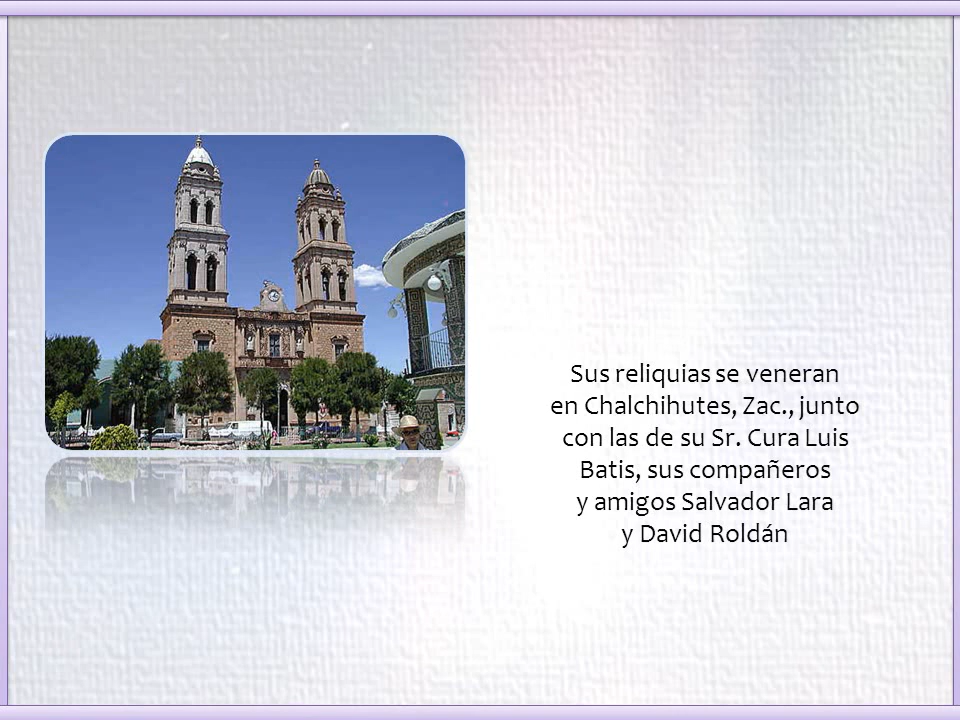 Sus reliquias se veneran
en Chalchihutes, Zac., junto
con las de su Sr. Cura Luis
Batis, sus compañeros
y amigos Salvador Lara
y David Roldán